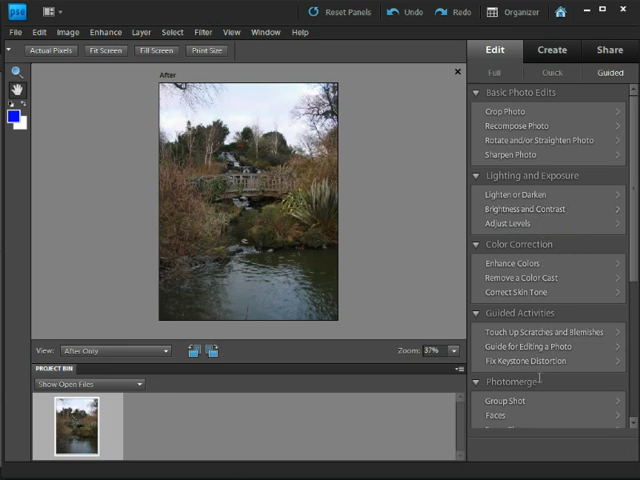 pse Reset Panels Undo Redo Organizer
File Edit Image Enhance Layer Select Filter View Window Help
Actual Pixels Fit Screen Fill Screen Print Size
Edit Create Share
Full Quick Guided
After
Basic Photo Edits
Crop Photo
Recompose Photo
Rotate and/or Straighten Photo
Sharpen Photo
Lighting and Exposure
Lighten or Darken
Brightness and Contrast
Adjust Levels
Color Correction
Enhance Colors
Remove a Color Cast
Correct Skin Tone
Guided Activities
Touch Up Scratches and Blemishes
Guide for Editing a Photo
Fix Keystone Distortion
Photomerge
Group Shot
Faces
View: After Only Zoom: 37%
PROJECT BIN
Show Open Files